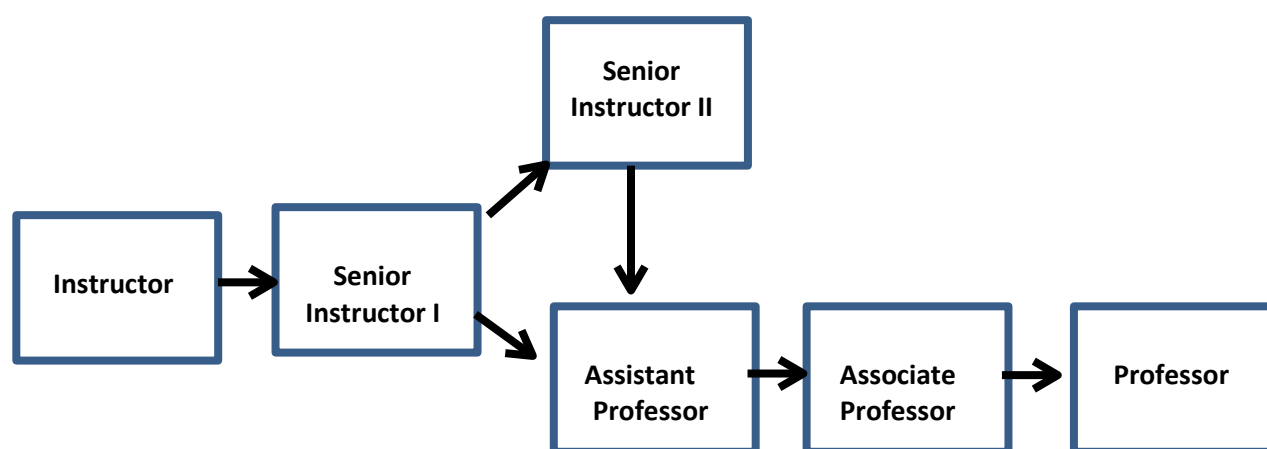 Senior
Instructor II
Instructor
Senior
Instructor I
Assistant
Professor
Associate
Professor
Professor